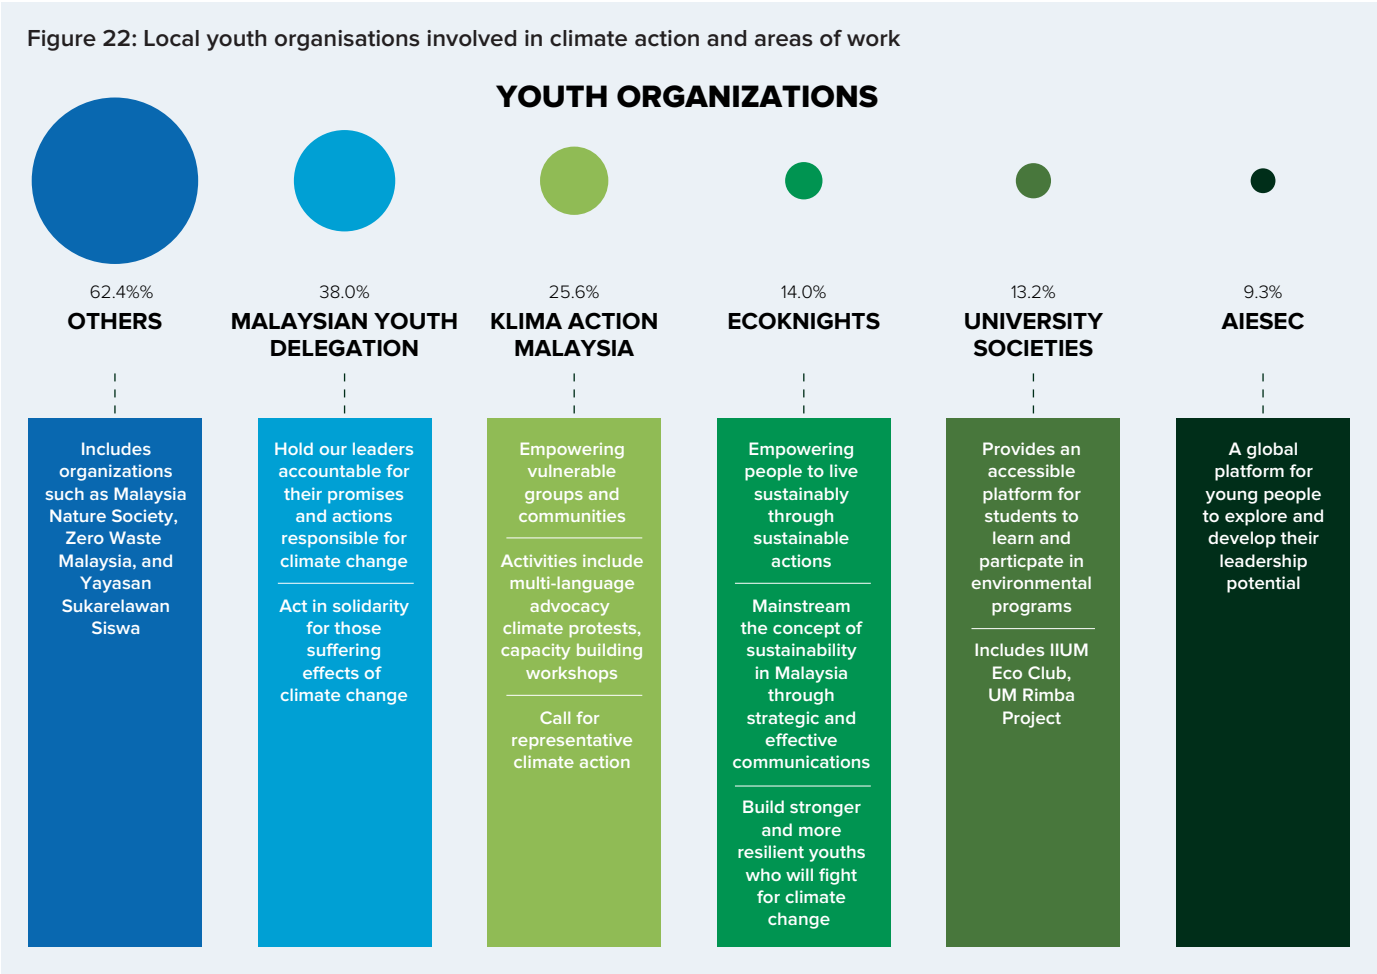 Figure 22: Local youth organisations involved in climate action and areas of work
YOUTH ORGANIZATIONS
62.4%%
OTHERS
Includes
organizations
such as Malaysia
Nature Society,
Zero Waste
Malaysia, and
Yayasan
Sukarelawan
Siswa
38.0%
MALAYSIAN YOUTH
DELEGATION
Hold our leaders
accountable for
their promises
and actions
responsible for
climate change
Act in solidarity
for those
suffering
effects of
climate change
25.6%
KLIMA ACTION
MALAYSIA
Empowering
vulnerable
groups and
communities
Activities include
multi-language
advocacy
climate protests,
capacity building
workshops
Call for
representative
climate action
14.0%
ECOKNIGHTS
Empowering
people to live
sustainably
through
sustainable
actions
Mainstream
the concept of
sustainability
in Malaysia
through
strategic and
effective
communications
Build stronger
and more
resilient youths
who will fight
for climate
change
13.2%
UNIVERSITY
SOCIETIES
Provides an
accessible
platform for
students to
learn and
particpate in
environmental
programs
Includes IIUM
Eco Club,
UM Rimba
Project
9.3%
AIESEC
A global
platform for
young people
to explore and
develop their
leadership
potential